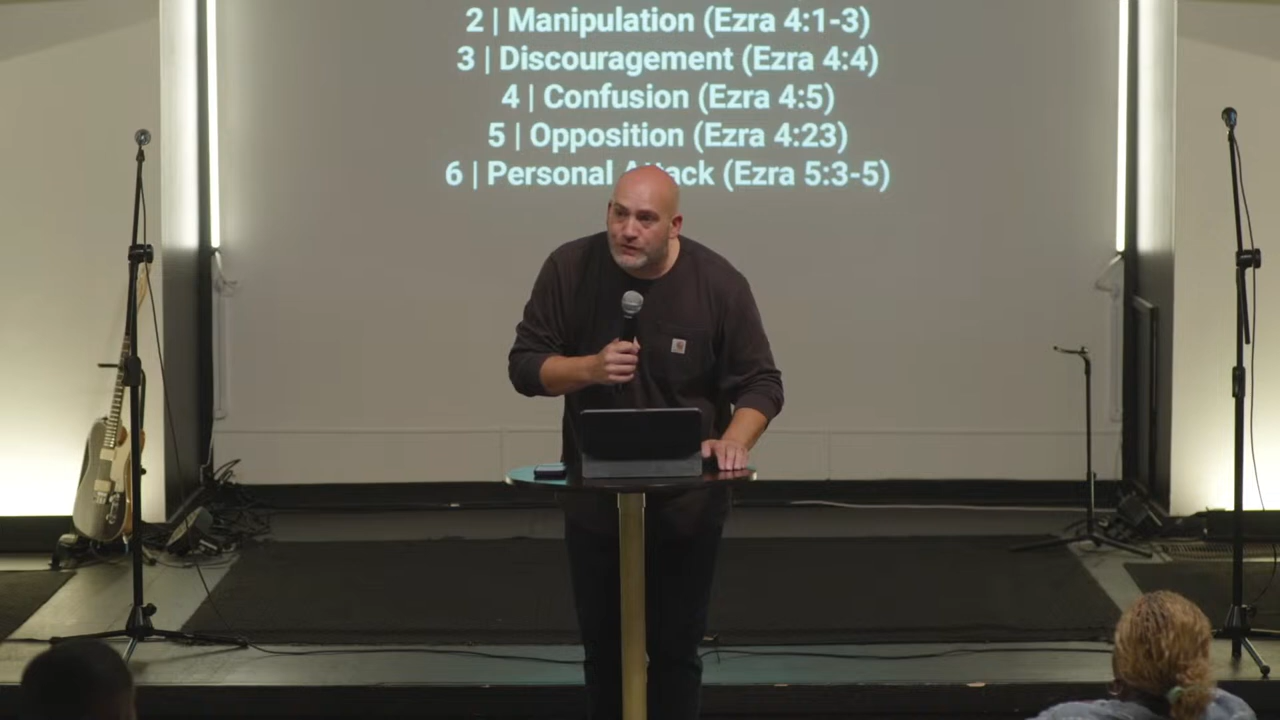 2 | Manipulation (Ezra 4:1-3)
3 | Discouragement (Ezra 4:4)
4 | Confusion (Ezra 4:5)
5 | Opposition (Ezra 4:23)
6 | Personal Attack (Ezra 5:3-5)